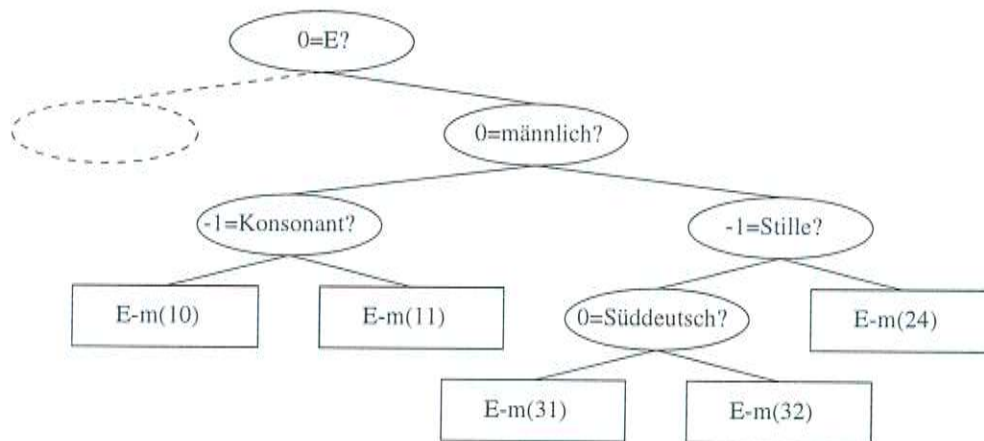 0=E?
0=männlich?
-1=Konsonant?
-1=Stille?
E-m(10)
E-m(11)
0=Süddeutsch?
E-m(24)
E-m(31)
E-m(32)